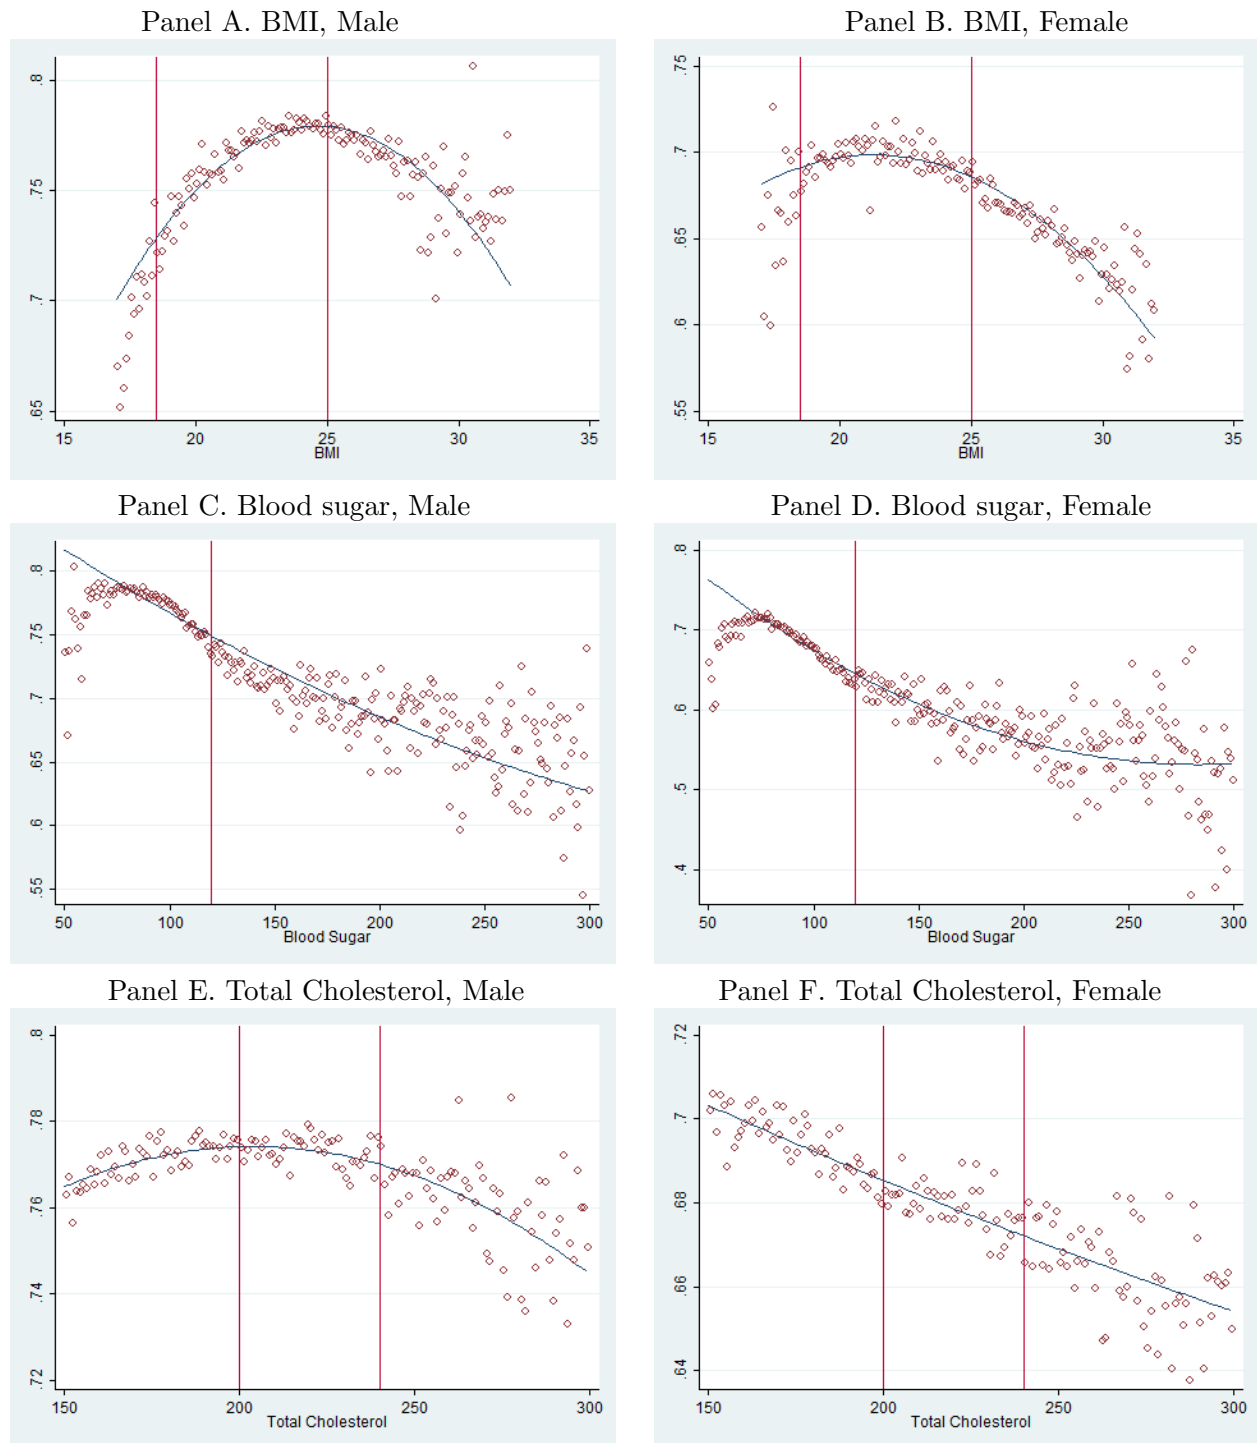 Panel A. BMI, Male
Panel B. BMI, Female
.8
.75
.7
.65
15 20 25 30 35
BMI
.75
.7
.65
.6
.55
15 20 25 30 35
BMI
Panel C. Blood sugar, Male
Panel D. Blood sugar, Female
.8
.75
.7
.65
.6
.55
50 100 150 200 250 300
Blood Sugar
.8
.7
.6
.5
.4
50 100 150 200 250 300
Blood Sugar
Panel E. Total Cholesterol, Male
Panel F. Total Cholesterol, Female
.8
.78
.76
.74
.72
150 200 250 300
Total Cholesterol
.72
.7
.68
.66
.64
150 200 250 300
Total Cholesterol